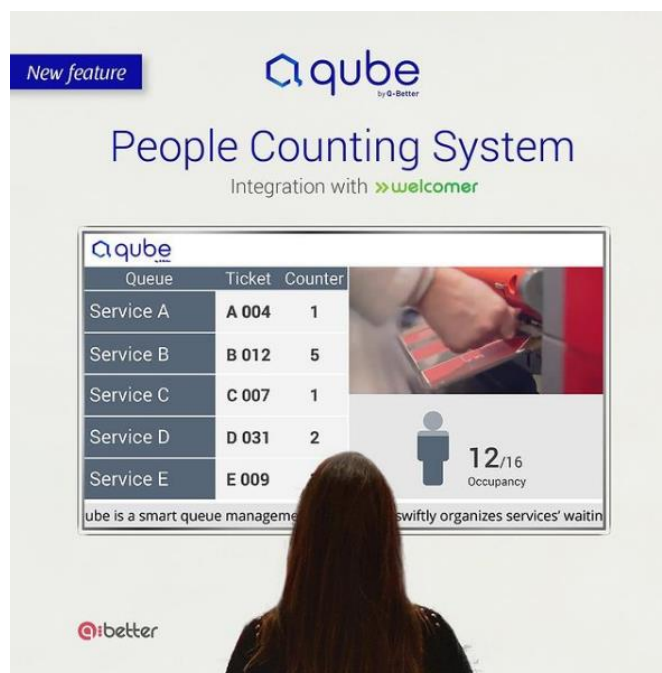 New feature
qube
by Q-Better
People Counting System
Integration with »welcomer
qube
Queue Ticket Counter
Service A A 004 1
Service B B 012 5
Service C C 007 1
Service D D 031 2
Service E E 009
12/16
Occupancy
ube is a smart queue manageme swiftly organizes services' waitin
Q:better